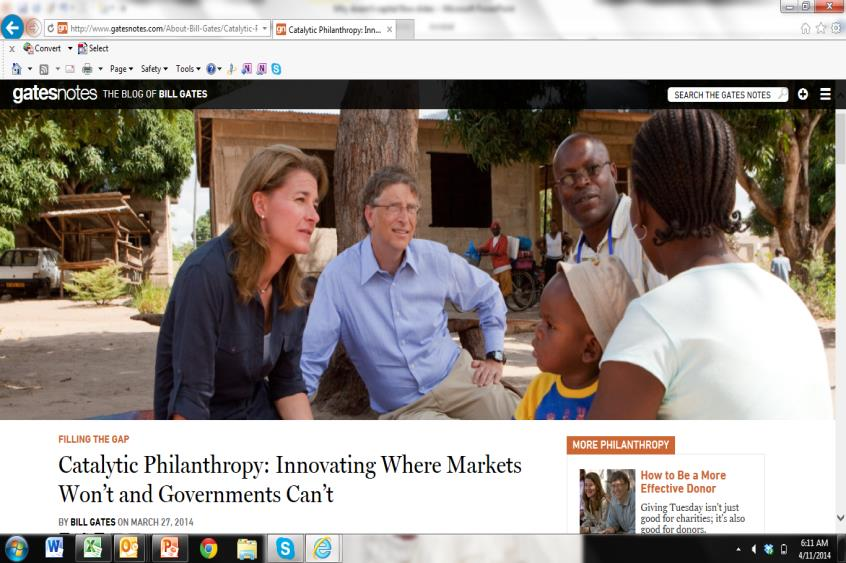 http://www.gatesnotes.com/About-Bill-Gates/Catalytic-F
gn Catalytic Philanthropy: Inn...
x Convert Select
Page Safety Tools
gatesnotes THE BLOG OF BILL GATES
SEARCH THE GATES NOTES
FILLING THE GAP
Catalytic Philanthropy: Innovating Where Markets
Won't and Governments Can't
BY BILL GATES ON MARCH 27, 2014
MORE PHILANTHROPY
How to Be a More
Effective Donor
Giving Tuesday isn't just
good for charities; it's also
good for donors.
6:11 AM
4/11/2014